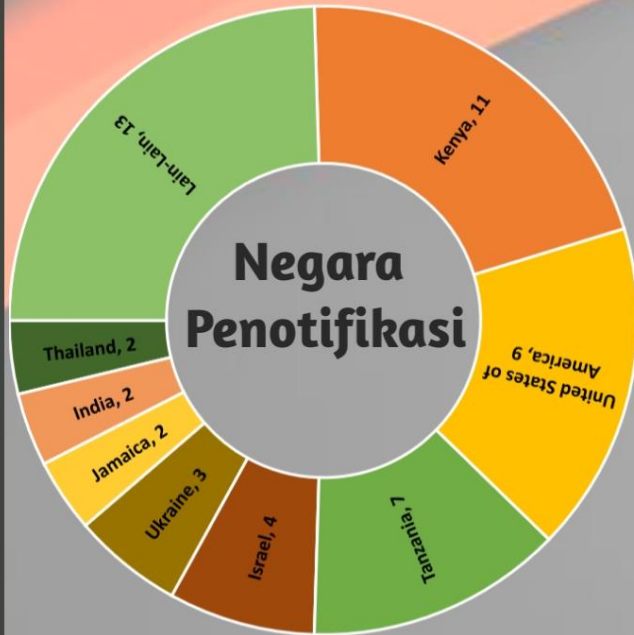 Negara
Penotifikasi
Kenya, 11
United States of
America, 9
Tanzania, 7
Israel, 4
Ukraine, 3
Jamaica, 2
India, 2
Thailand, 2
Lain-Lain, 13